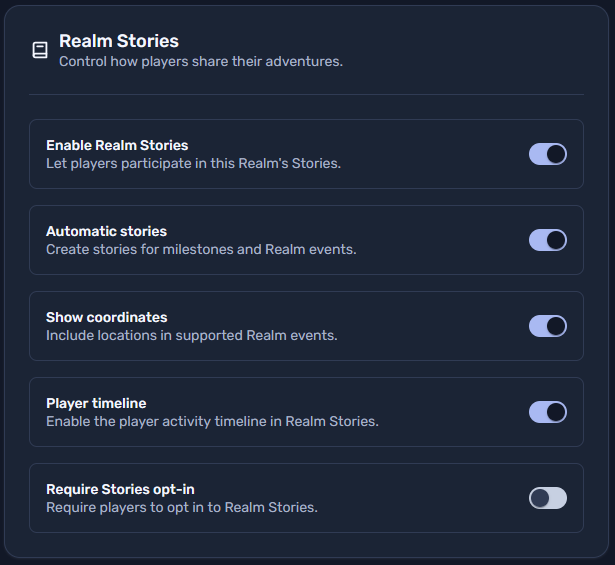 Realm Stories
Control how players share their adventures.
Enable Realm Stories
Let players participate in this Realm's Stories.
Automatic stories
Create stories for milestones and Realm events.
Show coordinates
Include locations in supported Realm events.
Player timeline
Enable the player activity timeline in Realm Stories.
Require Stories opt-in
Require players to opt in to Realm Stories.